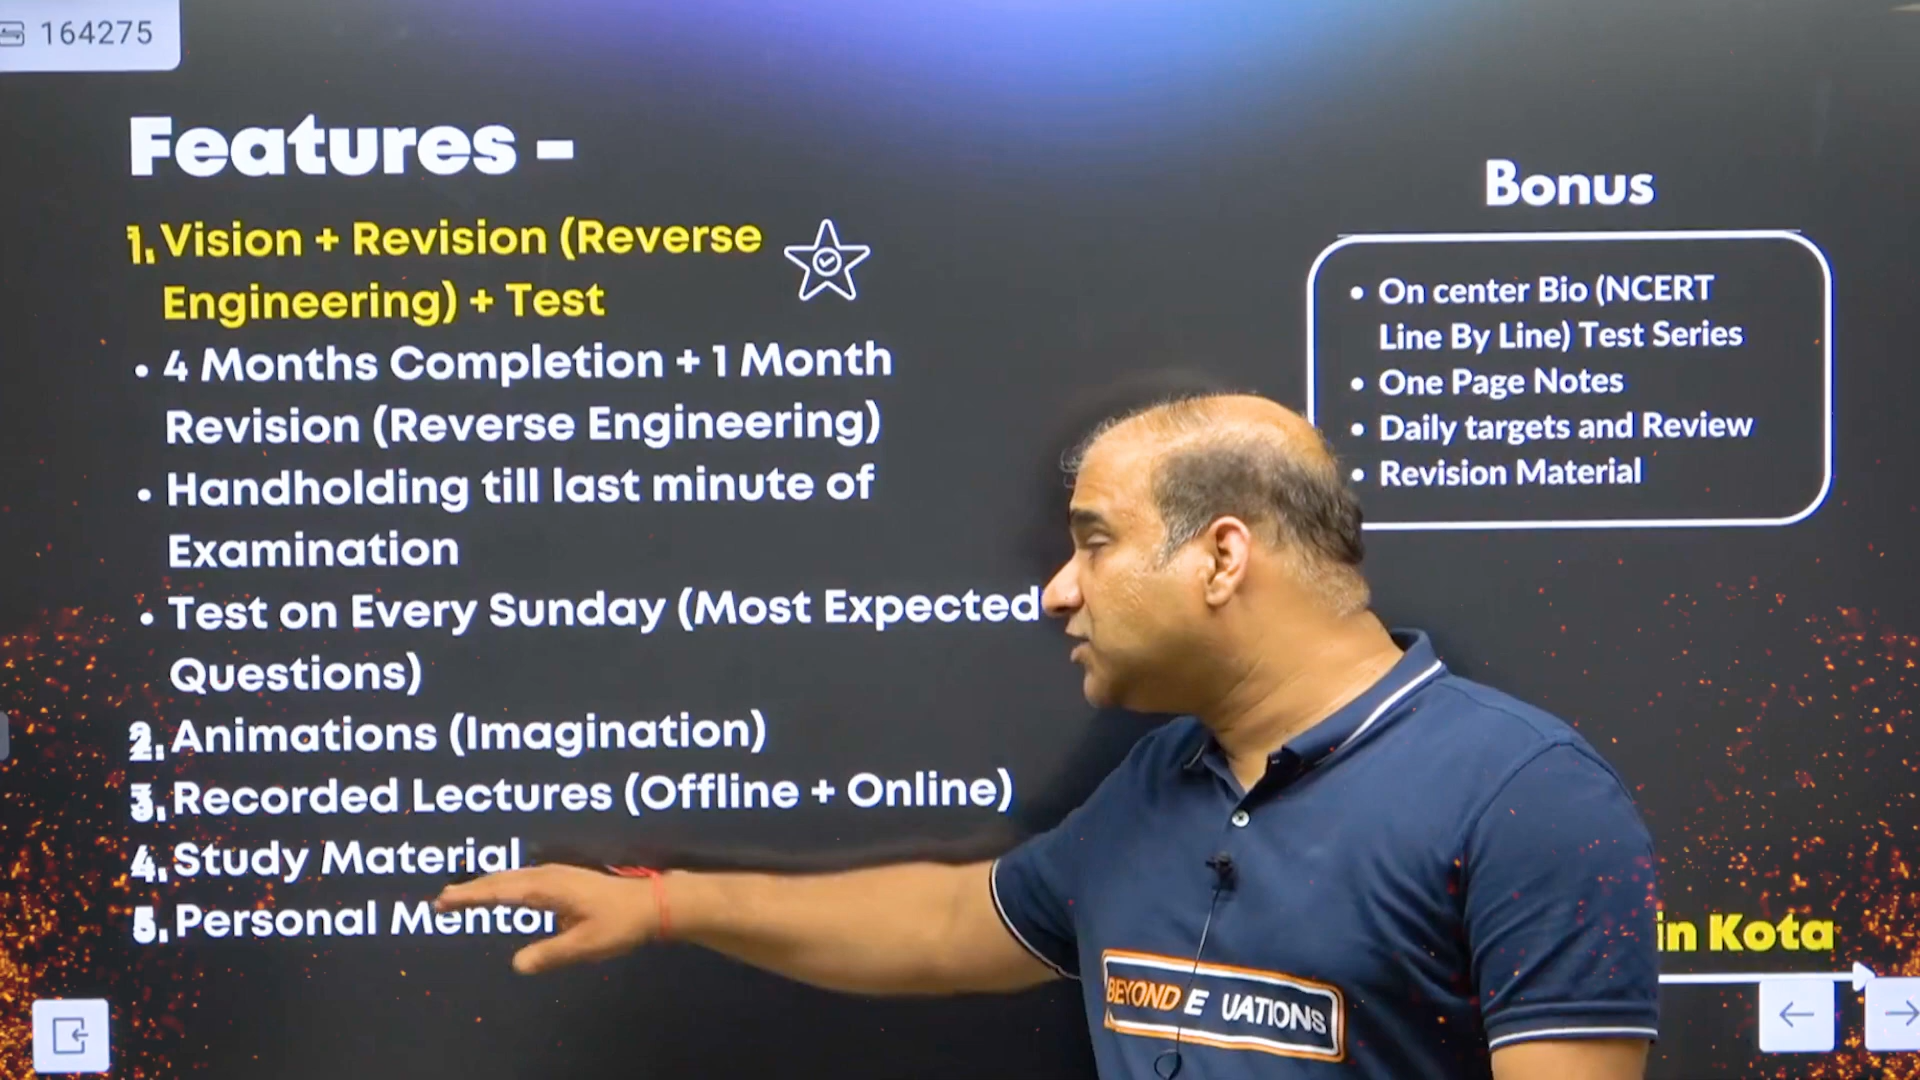 164275
Features -
1. Vision + Revision (Reverse
Engineering) + Test
• 4 Months Completion + 1 Month
Revision (Reverse Engineering)
• Handholding till last minute of
Examination
• Test on Every Sunday (Most Expected
Questions)
2. Animations (Imagination)
3. Recorded Lectures (Offline + Online)
4. Study Material
5. Personal Mentor
Bonus
• On center Bio (NCERT
Line By Line) Test Series
• One Page Notes
• Daily targets and Review
• Revision Material
in Kota
BEYOND E UATIONS